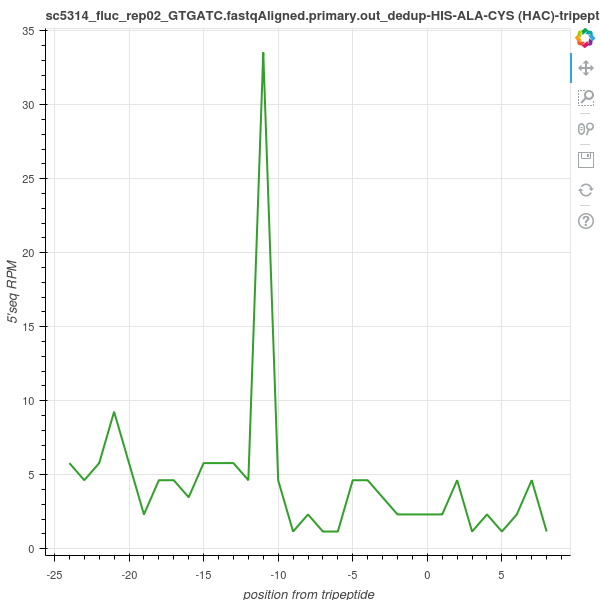 sc5314_fluc_rep02_GTGATC.fastqAligned.primary.out_dedup-HIS-ALA-CYS (HAC)-tripept
35
30
25
20
15
10
5
0
5'seq RPM
-25 -20 -15 -10 -5 0 5
position from tripeptide